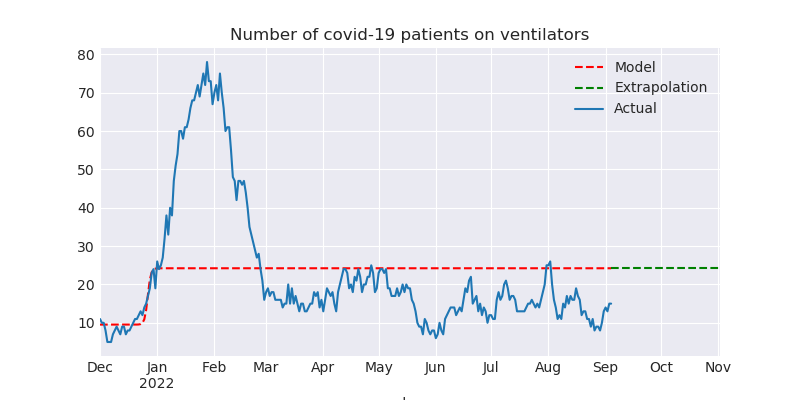 Number of covid-19 patients on ventilators
80
70
60
50
40
30
20
10
Model
Extrapolation
Actual
Dec Jan Feb Mar Apr May Jun Jul Aug Sep Oct Nov
2022